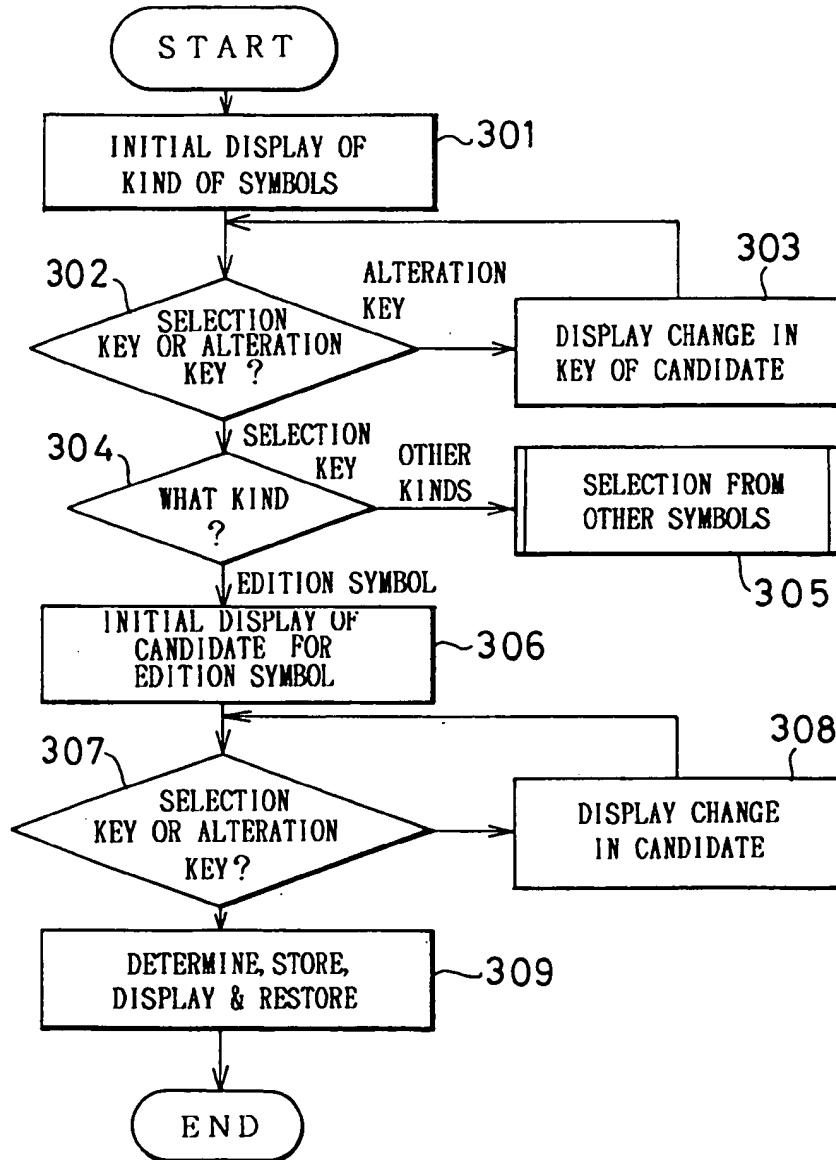 START
INITIAL DISPLAY OF
KIND OF SYMBOLS
301
302
SELECTION
KEY OR ALTERATION
KEY ?
ALTERATION
KEY
303
DISPLAY CHANGE IN
KEY OF CANDIDATE
SELECTION
KEY
304
WHAT KIND
?
OTHER
KINDS
SELECTION FROM
OTHER SYMBOLS
305
EDITION SYMBOL
INITIAL DISPLAY OF
CANDIDATE FOR
EDITION SYMBOL
306
307
SELECTION
KEY OR ALTERATION
KEY?
308
DISPLAY CHANGE
IN CANDIDATE
DETERMINE, STORE,
DISPLAY & RESTORE
309
END